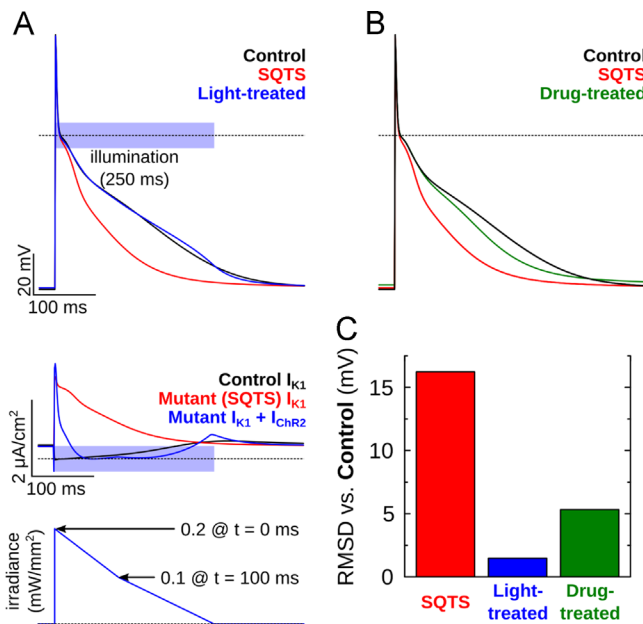 A
Control
SQTS
Light-treated
illumination
(250 ms)
20 mV
100 ms
B
Control
SQTS
Drug-treated
Control IK1
Mutant (SQTS) IK1
Mutant IK1 + IChR2
2 μA/cm²
100 ms
irradiance
(mW/mm²)
0.2 @ t = 0 ms
0.1 @ t = 100 ms
C
RMSD vs. Control (mV)
15
10
5
0
SQTS
Light-
treated
Drug-
treated